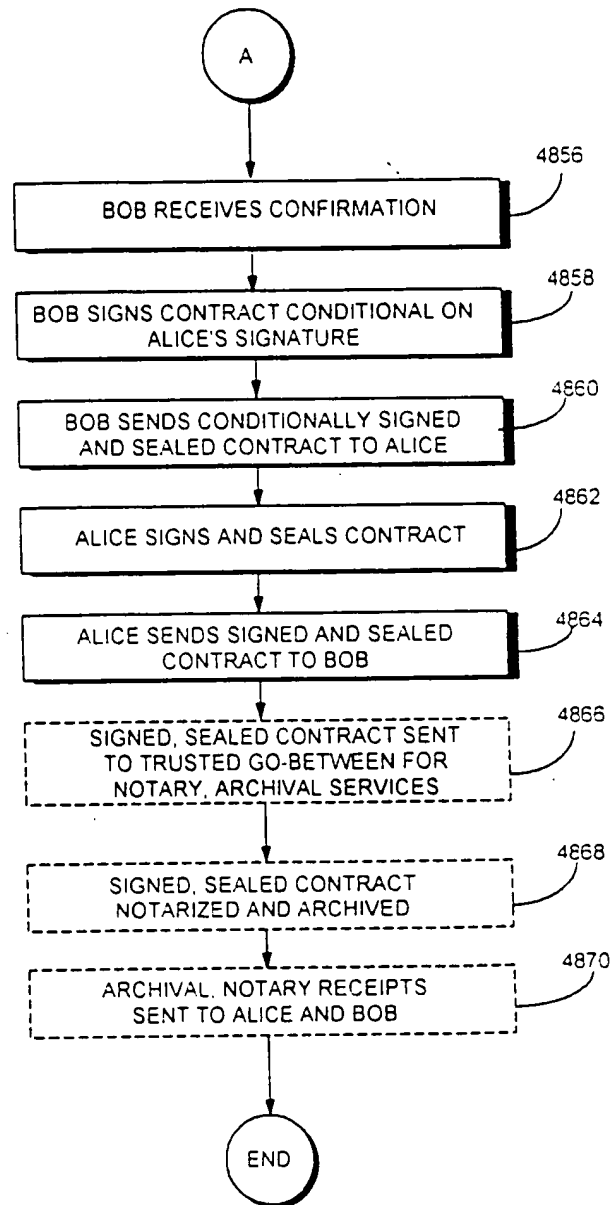 A
4856
BOB RECEIVES CONFIRMATION
4858
BOB SIGNS CONTRACT CONDITIONAL ON
ALICE'S SIGNATURE
4860
BOB SENDS CONDITIONALLY SIGNED
AND SEALED CONTRACT TO ALICE
4862
ALICE SIGNS AND SEALS CONTRACT
4864
ALICE SENDS SIGNED AND SEALED
CONTRACT TO BOB
4866
SIGNED, SEALED CONTRACT SENT
TO TRUSTED GO-BETWEEN FOR
NOTARY, ARCHIVAL SERVICES
4868
SIGNED, SEALED CONTRACT
NOTARIZED AND ARCHIVED
4870
ARCHIVAL, NOTARY RECEIPTS
SENT TO ALICE AND BOB
END